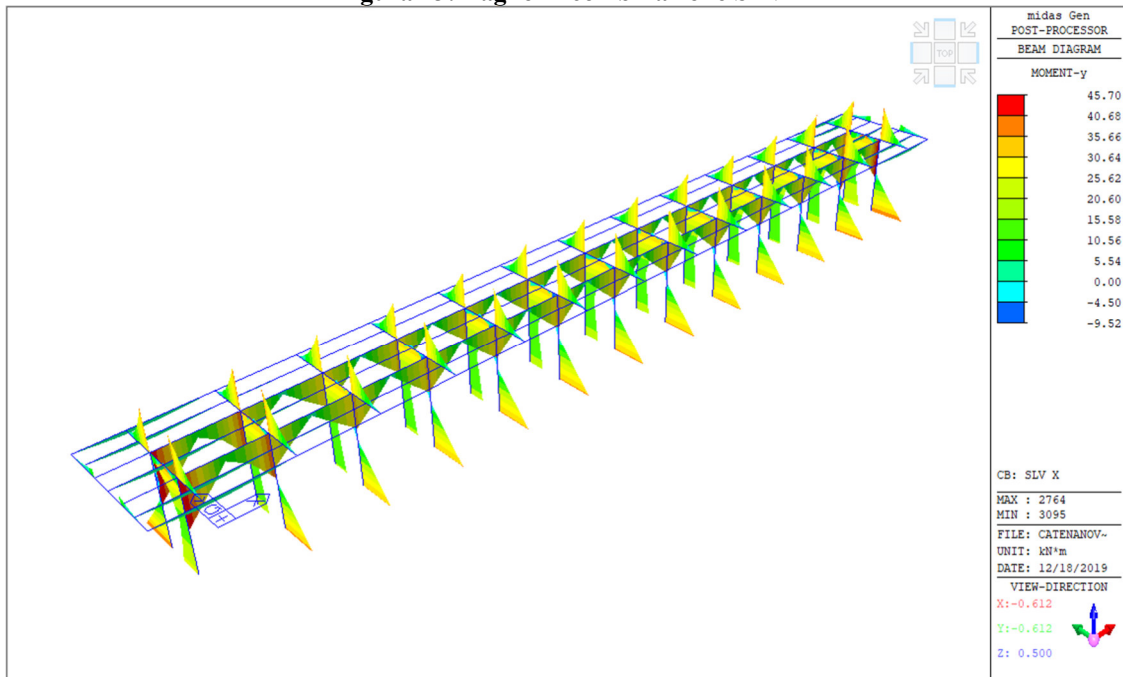 midas Gen
POST-PROCESSOR
BEAM DIAGRAM
MOMENT-y
45.70
40.68
35.66
30.64
25.62
20.60
15.58
10.56
5.54
0.00
-4.50
-9.52
TOP
CB: SLV X
MAX : 2764
MIN : 3095
FILE: CATENANOV~
UNIT: kN*m
DATE: 12/18/2019
VIEW-DIRECTION
X:-0.612
Y:-0.612
Z: 0.500